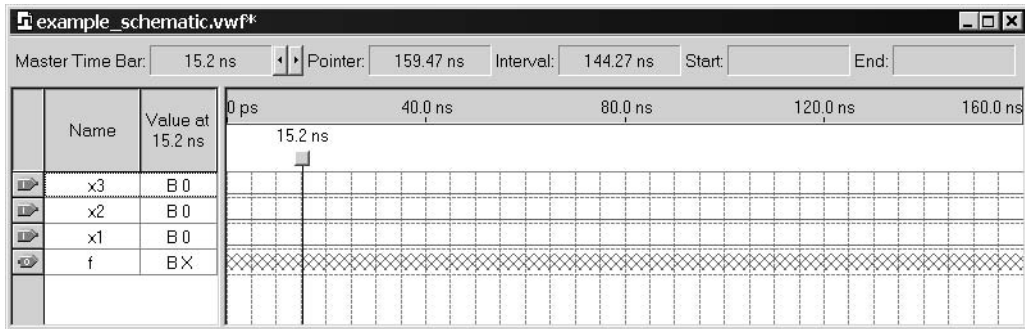 example_schematic.vwf*
Master Time Bar: 15.2 ns Pointer: 159.47 ns Interval: 144.27 ns Start: End:
Name Value at 15.2 ns 0 ps 40.0 ns 80.0 ns 120.0 ns 160.0 ns
15.2 ns
x3 B 0
x2 B 0
x1 B 0
f B X